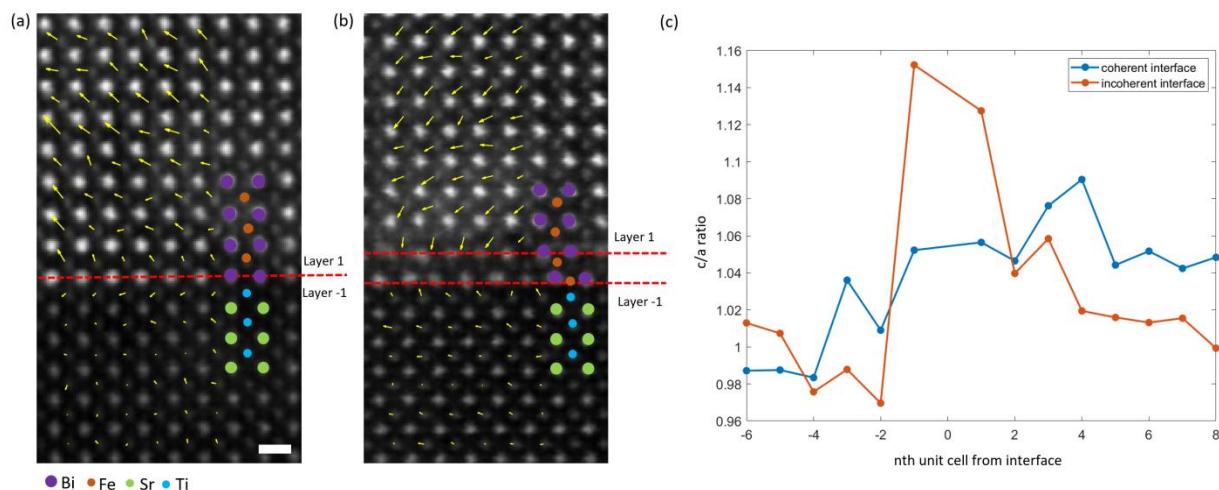 (a)
Layer 1
Layer -1
Bi Fe Sr Ti
(b)
Layer 1
Layer -1
(c)
1.16
1.14
1.12
1.1
1.08
1.06
1.04
1.02
1
0.98
0.96
c/a ratio
coherent interface
incoherent interface
-6 -4 -2 0 2 4 6 8
nth unit cell from interface